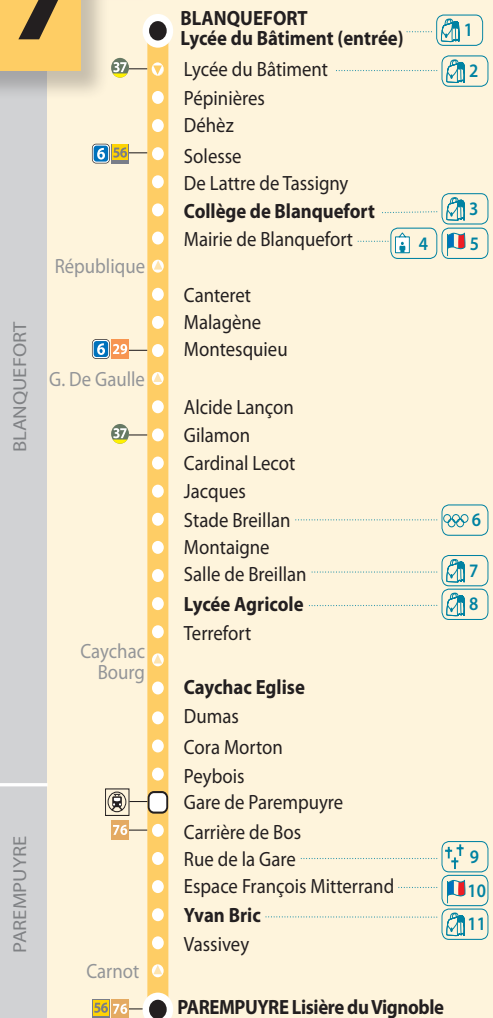 7
BLANQUEFORT
Lycée du Bâtiment (entrée) 1
37 Lycée du Bâtiment 2
Pépinières
Déhèz
6 56 Solesse
De Lattre de Tassigny
Collège de Blanquefort 3
Mairie de Blanquefort 4 5
République
Canteret
Malagène
6 29 Montesquieu
G. De Gaulle
Alcide Lançon
37 Gilamon
Cardinal Lecot
Jacques
Stade Breillan 6
Montaigne
Salle de Breillan 7
Lycée Agricole 8
Terrefort
Caychac
Bourg
Caychac Eglise
Dumas
Cora Morton
Peybois
Gare de Parempuyre
76 Carrière de Bos
Rue de la Gare 9
Espace François Mitterrand 10
Yvan Bric 11
Vassivey
Carnot
56 76 PAREMPUYRE Lisière du Vignoble
BLANQUEFORT
PAREMPUYRE